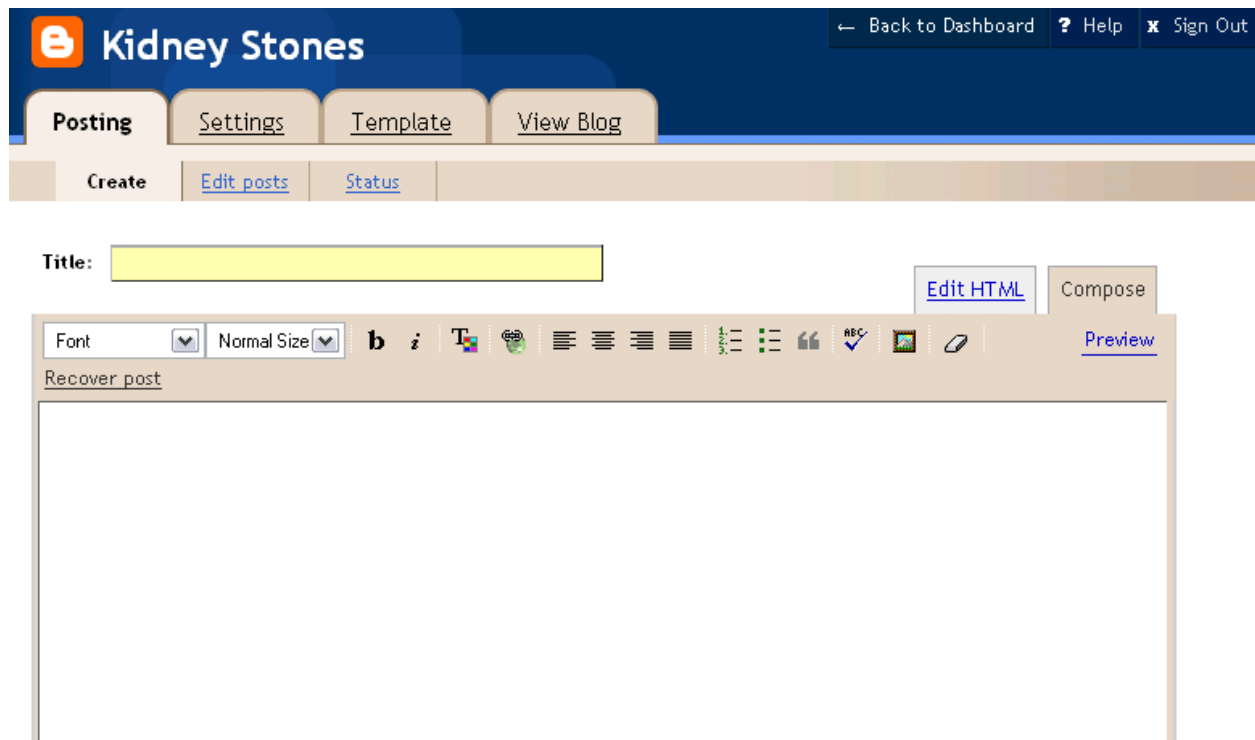 Kidney Stones
← Back to Dashboard ? Help x Sign Out
Posting Settings Template View Blog
Create Edit posts Status
Title:
Edit HTML Compose
Font Normal Size b i T ABC Preview
Recover post